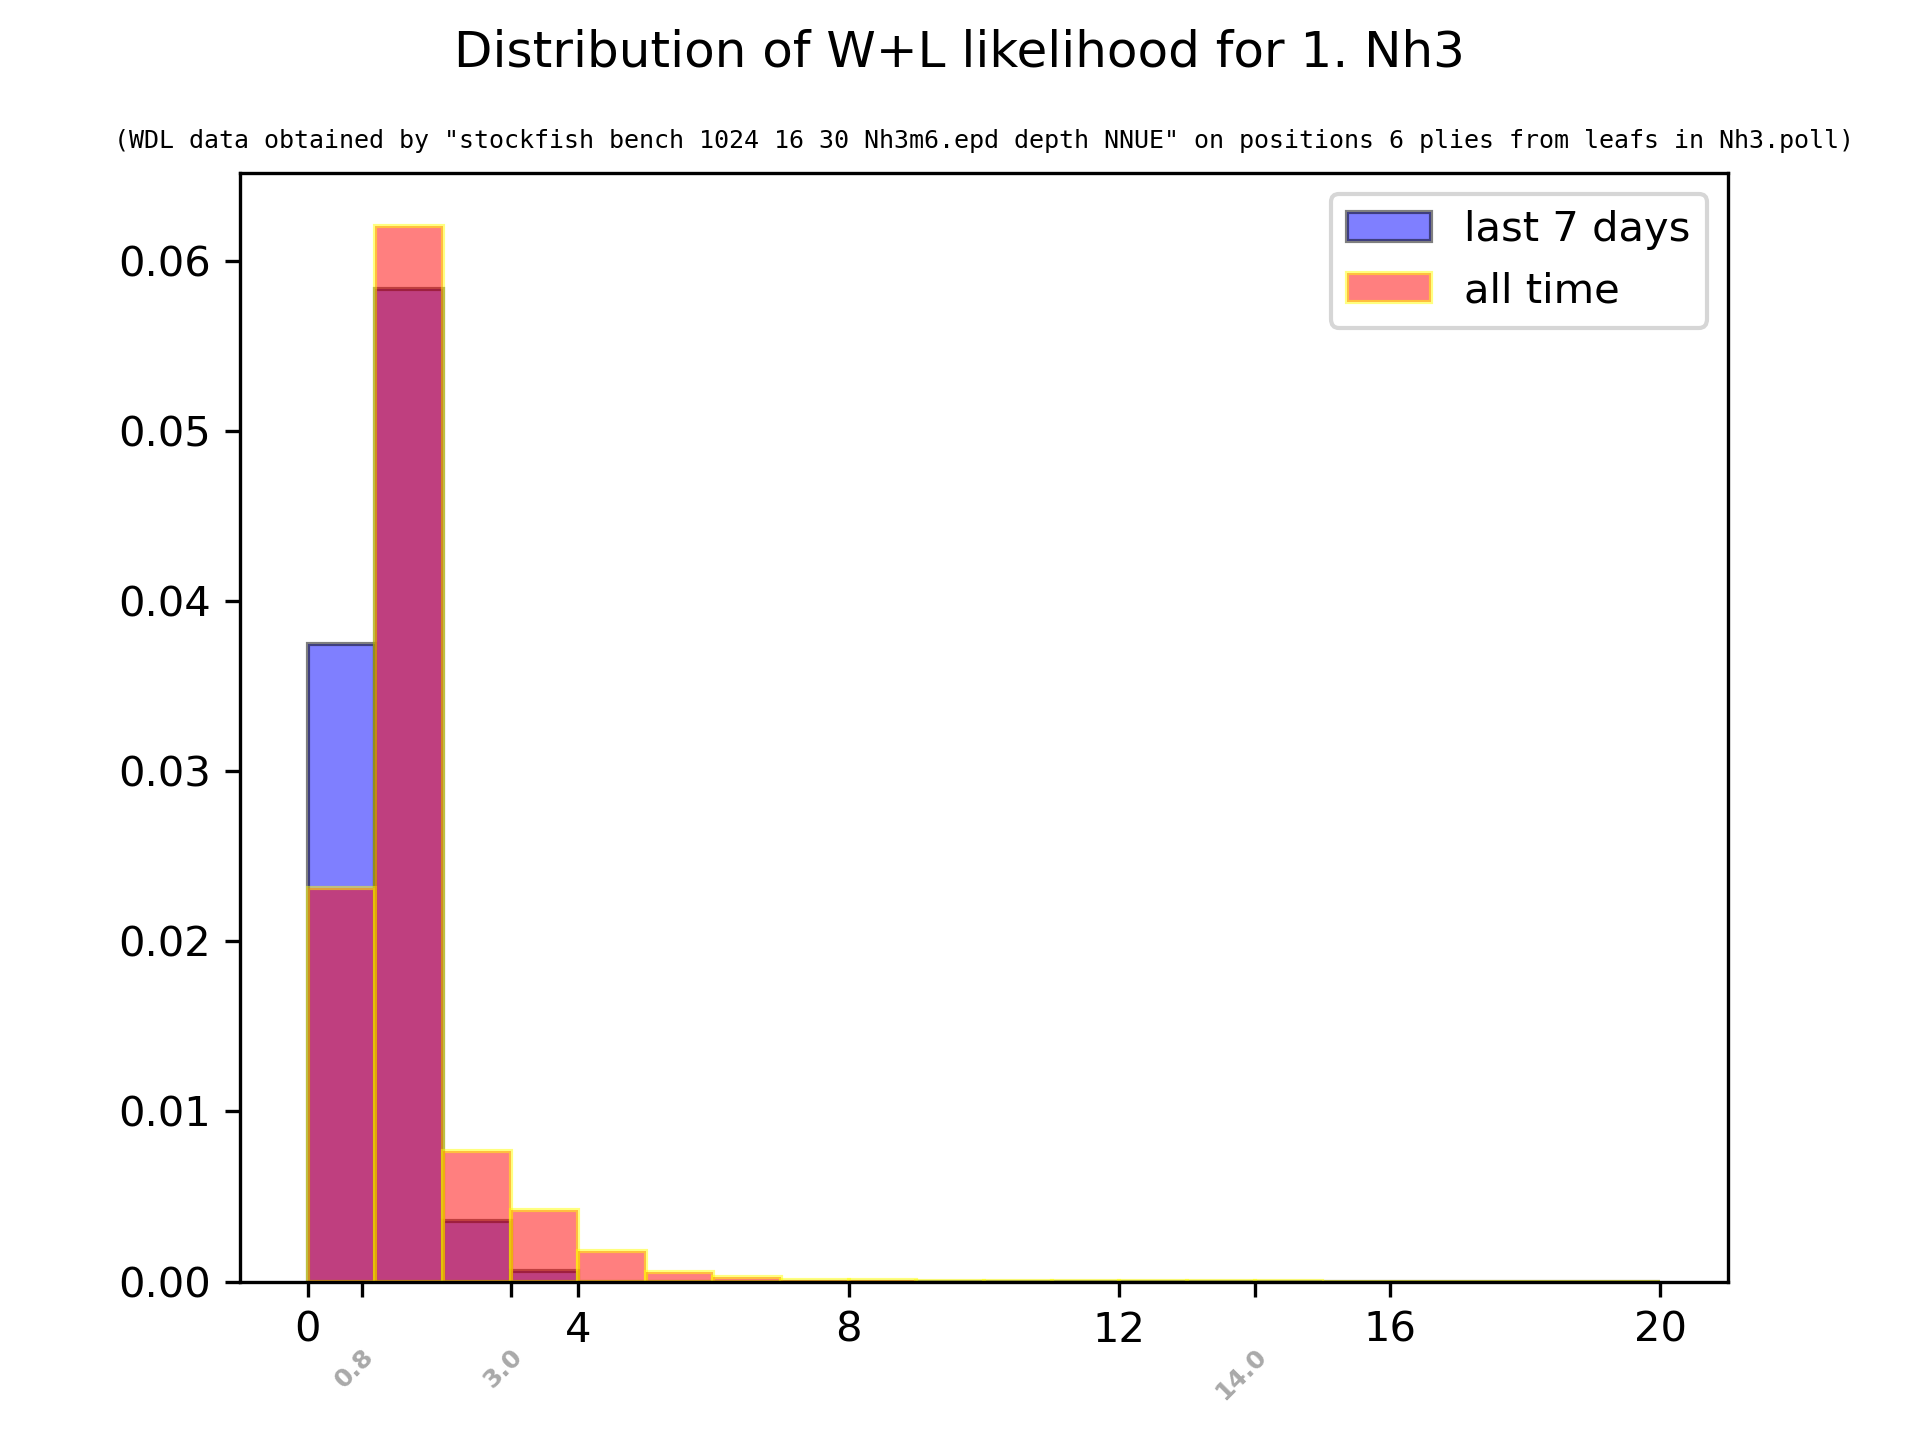 Distribution of W+L likelihood for 1. Nh3
(WDL data obtained by "stockfish bench 1024 16 30 Nh3m6.epd depth NNUE" on positions 6 plies from leafs in Nh3.poll)
last 7 days
all time
0.06
0.05
0.04
0.03
0.02
0.01
0.00
0 4 8 12 16 20
0.8 3.0 14.0